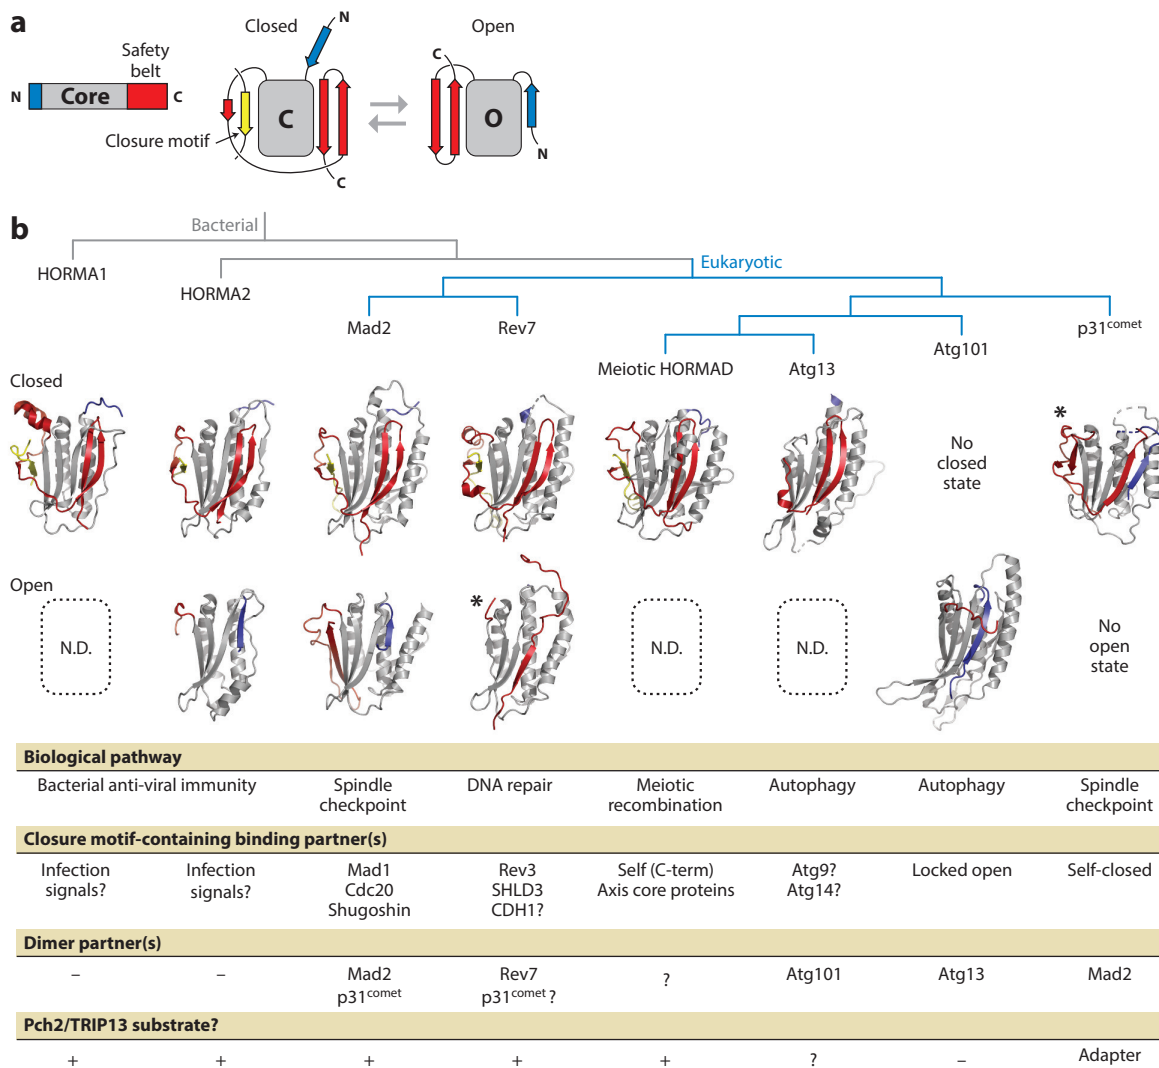 a
Safety
belt
N
Core
C
Closed
N
C
C
Closure motif
Open
C
O
N
b
Bacterial
HORMA1
HORMA2
Eukaryotic
Mad2
Rev7
Meiotic HORMAD
Atg13
Atg101
p31comet
Closed
No
closed
state
*
Open
N.D.
*
N.D.
N.D.
No
open
state
Biological pathway
Bacterial anti-viral immunity
Spindle
checkpoint
DNA repair
Meiotic
recombination
Autophagy
Autophagy
Spindle
checkpoint
Closure motif-containing binding partner(s)
Infection
signals?
Infection
signals?
Mad1
Cdc20
Shugoshin
Rev3
SHLD3
CDH1?
Self (C-term)
Axis core proteins
Atg9?
Atg14?
Locked open
Self-closed
Dimer partner(s)
–
–
Mad2
p31comet
Rev7
p31comet ?
?
Atg101
Atg13
Mad2
Pch2/TRIP13 substrate?
+
+
+
+
+
?
–
Adapter